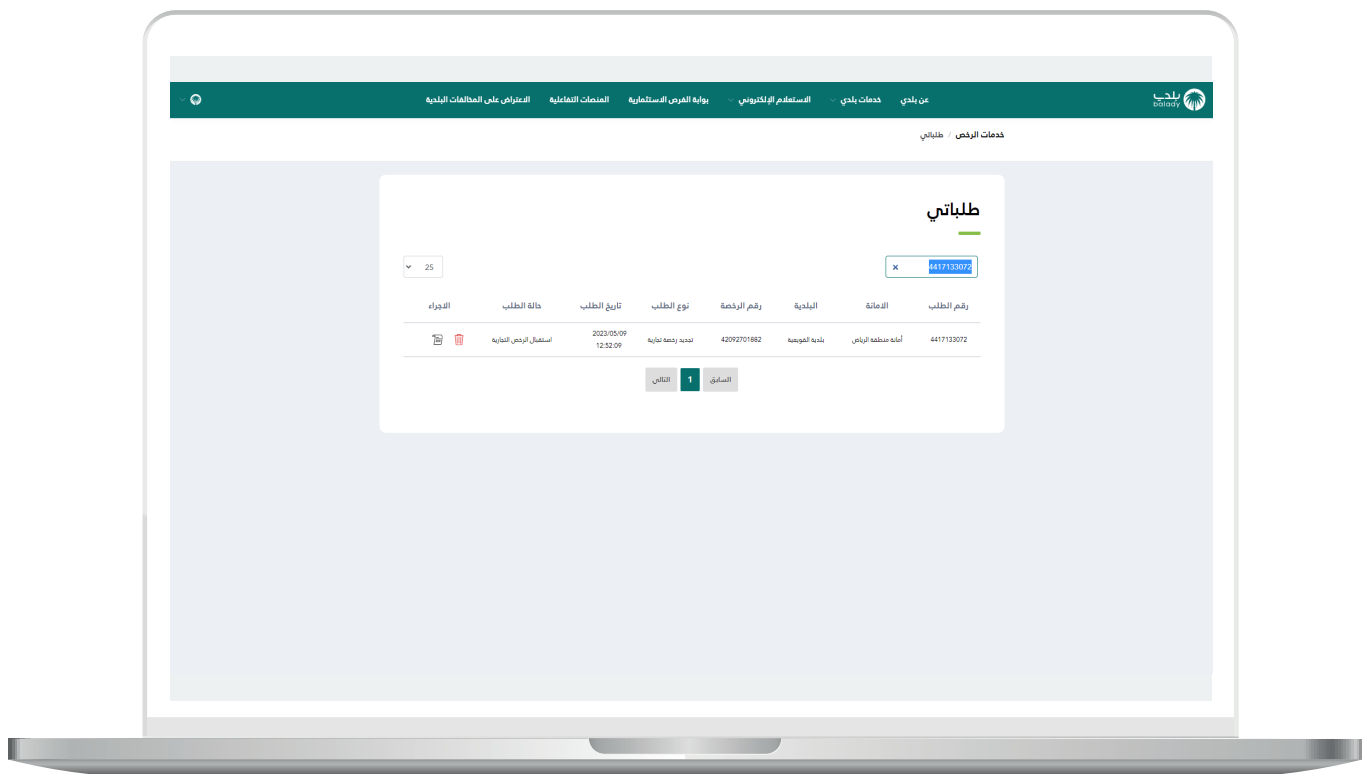 بلدي
balady
عن بلدي خدمات بلدي الاستعلام الإلكتروني بوابة الفرص الاستثمارية المنصات التفاعلية الاعتراض على المخالفات البلدية
خدمات الرخص / طلباتي
طلباتي
4417133072 x 25
رقم الطلب الامانة البلدية رقم الرخصة نوع الطلب تاريخ الطلب حالة الطلب الاجراء
4417133072 أمانة منطقة الرياض بلدية القويعية 42092701882 تجديد رخصة تجارية 2023/05/09 12:52:09 استقبال الرخص التجارية
السابق 1 التالي